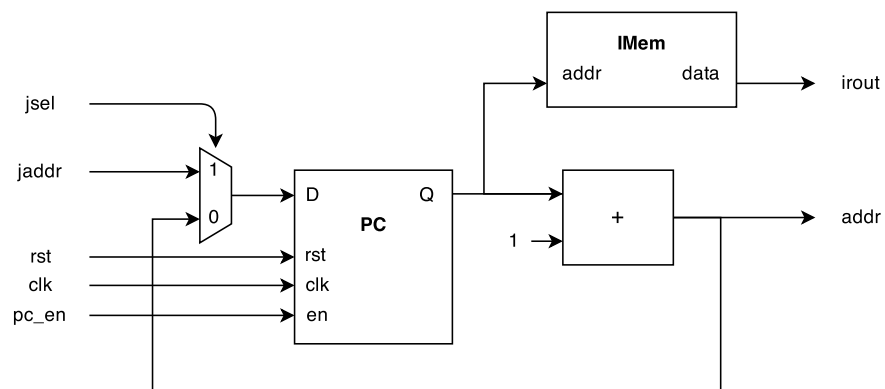 IMem
addr data
irout
jsel
jaddr
1
0
D
Q
PC
+
1
addr
rst
rst
clk
clk
pc_en
en